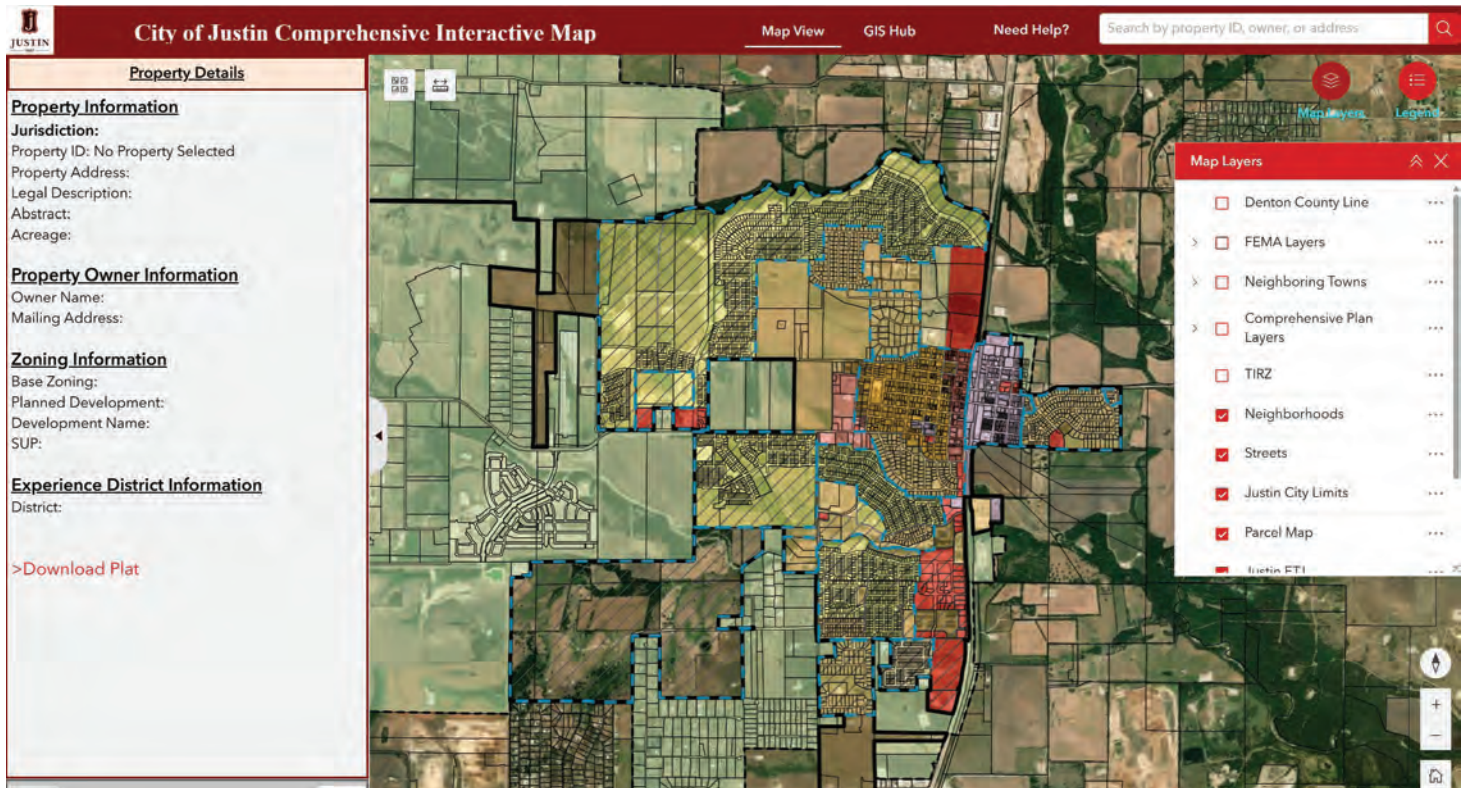 JUSTIN
City of Justin Comprehensive Interactive Map
Map View
GIS Hub
Need Help?
Search by property ID, owner, or address
Property Details
Property Information
Jurisdiction:
Property ID: No Property Selected
Property Address:
Legal Description:
Abstract:
Acreage:
Property Owner Information
Owner Name:
Mailing Address:
Zoning Information
Base Zoning:
Planned Development:
Development Name:
SUP:
Experience District Information
District:
>Download Plat
Map Layers
Legend
Map Layers
Denton County Line
FEMA Layers
Neighboring Towns
Comprehensive Plan
Layers
TIRZ
Neighborhoods
Streets
Justin City Limits
Parcel Map
Justin ETJ